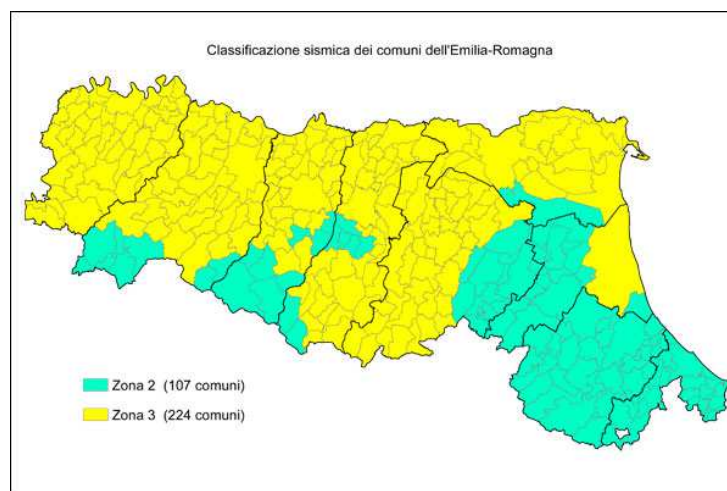 Classificazione sismica dei comuni dell'Emilia-Romagna
Zona 2 (107 comuni)
Zona 3 (224 comuni)